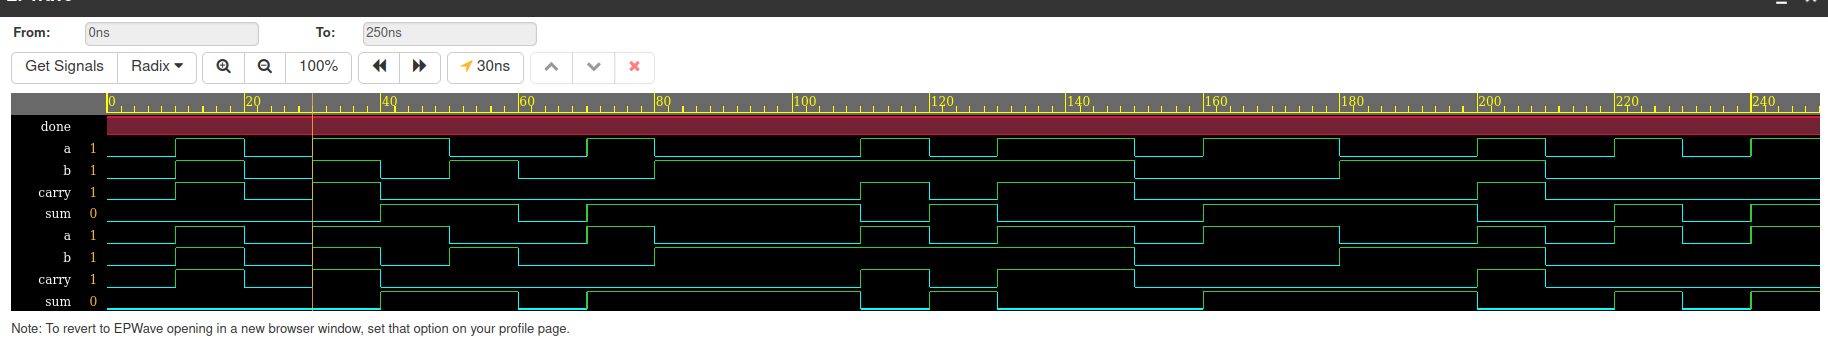 From: 0ns To: 250ns
Get Signals Radix 100% 30ns
0 20 40 60 80 100 120 140 160 180 200 220 240
done
a 1
b 1
carry 1
sum 0
a 1
b 1
carry 1
sum 0
Note: To revert to EPWave opening in a new browser window, set that option on your profile page.